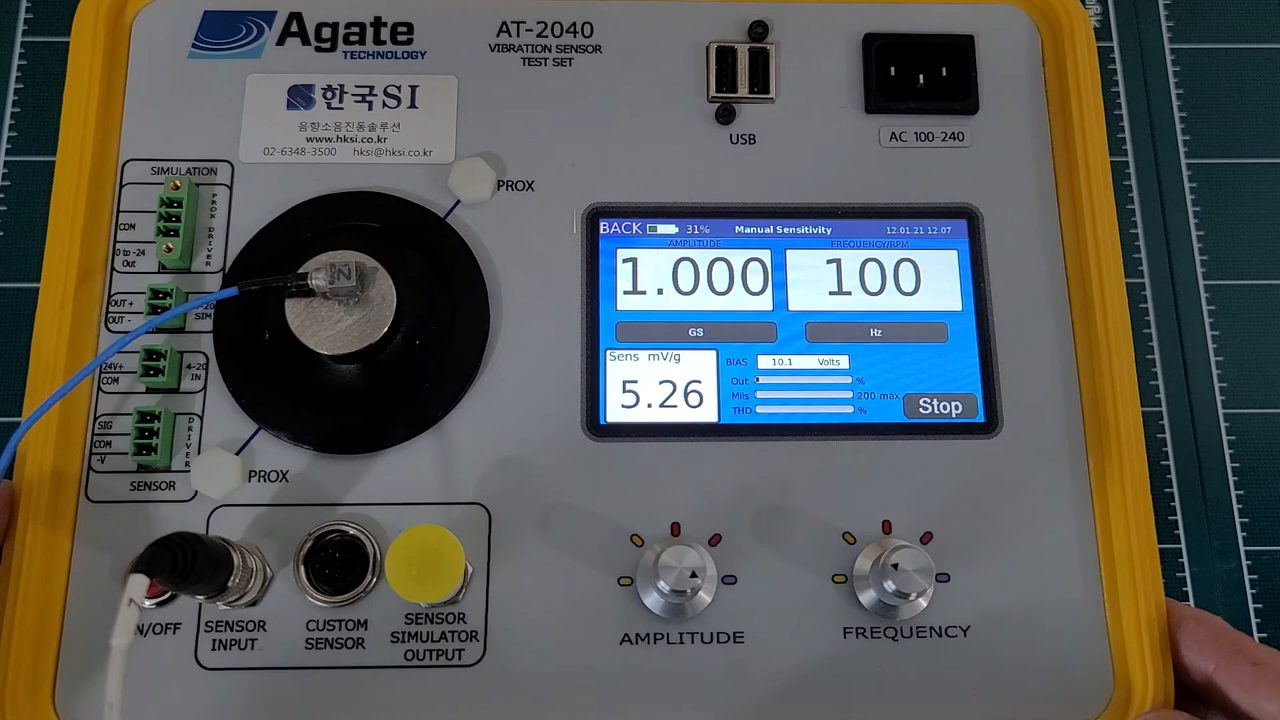 Agate
TECHNOLOGY
AT-2040
VIBRATION SENSOR
TEST SET
USB
AC 100-240
한국SI
음향소음진동솔루션
www.hksi.co.kr
02-6348-3500 hksi@hksi.co.kr
SIMULATION
PROX DRIVER
COM
0 to -24
Out
OUT+
OUT -
SIM
24V+
COM
4-20
IN
SIG
COM
-V
DRIVER
SENSOR
PROX
PROX
BACK 31% Manual Sensitivity 12.01.21 12:07
AMPLITUDE FREQUENCY/RPM
1.000 100
GS Hz
Sens mV/g
5.26
BIAS 10.1 Volts
Out %
Mils 200 max
THD %
Stop
N/OFF
SENSOR
INPUT
CUSTOM
SENSOR
SENSOR
SIMULATOR
OUTPUT
AMPLITUDE
FREQUENCY